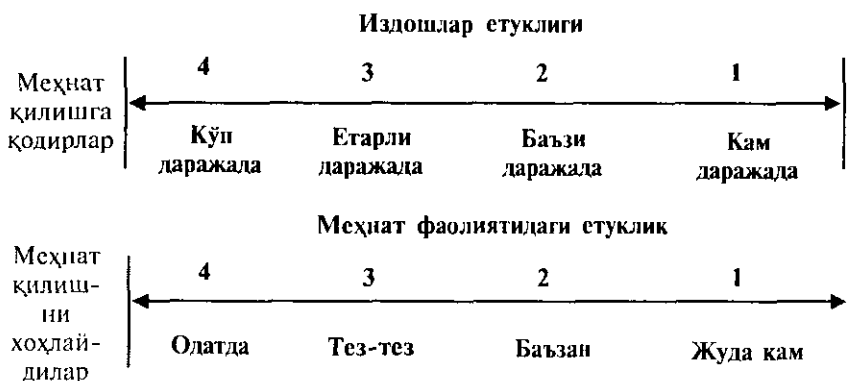 Издошлар етуклиги
4 3 2 1
Меҳнат
қилишга
қодирлар
Кўп Етарли Баъзи Кам
даражада даражада даражада даражада
Меҳнат фаолиятидаги етуклик
4 3 2 1
Меҳнат
қилиш-
ни
хоҳлай-
дилар
Одатда Тез-тез Баъзан Жуда кам